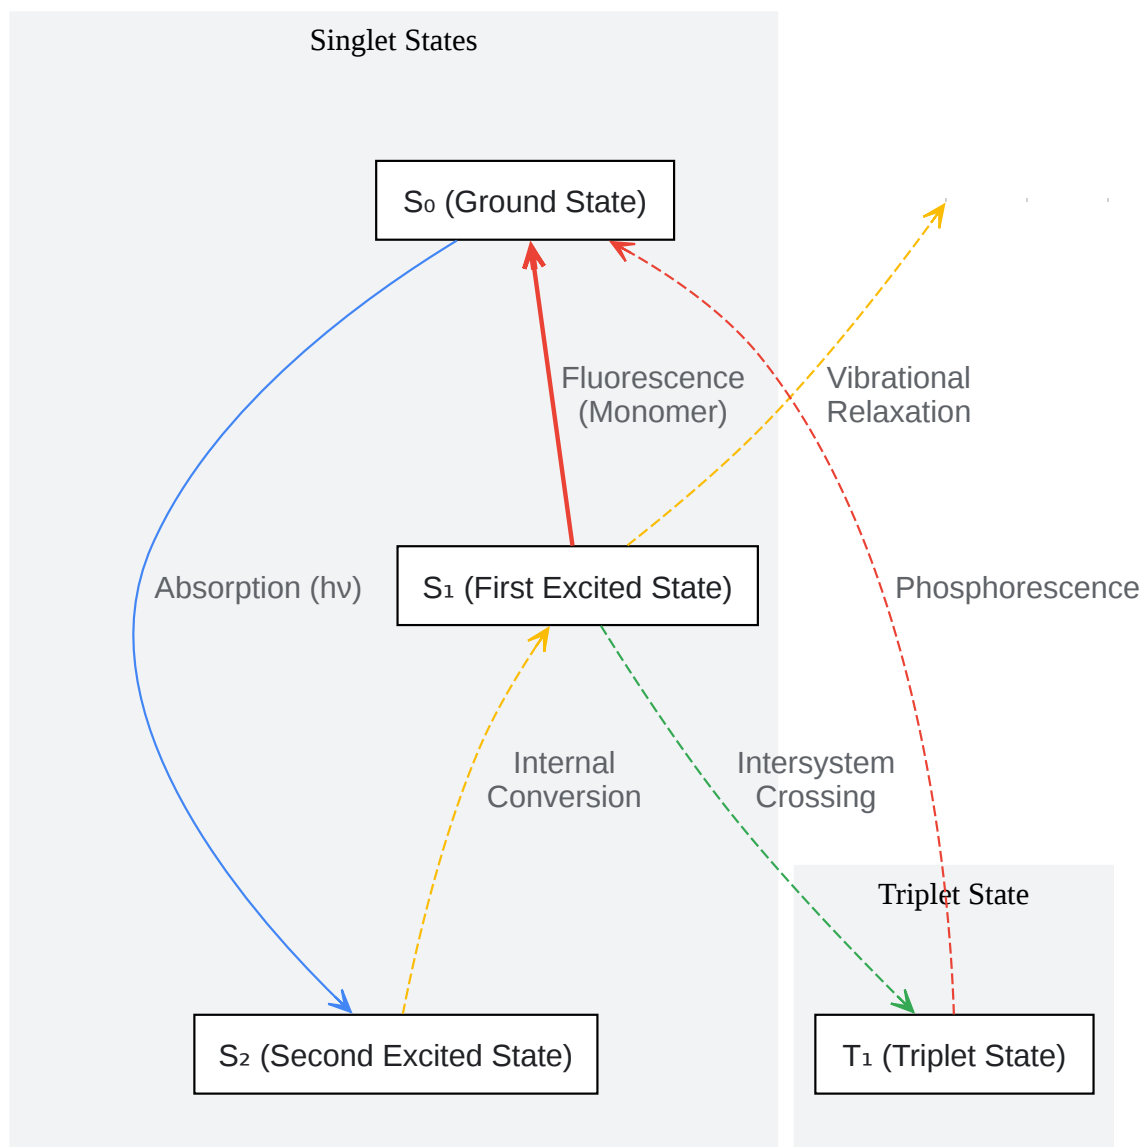 Singlet States
S₀ (Ground State)
Fluorescence
(Monomer)
Vibrational
Relaxation
Absorption (hν)
S₁ (First Excited State)
Phosphorescence
Internal
Conversion
Intersystem
Crossing
Triplet State
S₂ (Second Excited State)
T₁ (Triplet State)